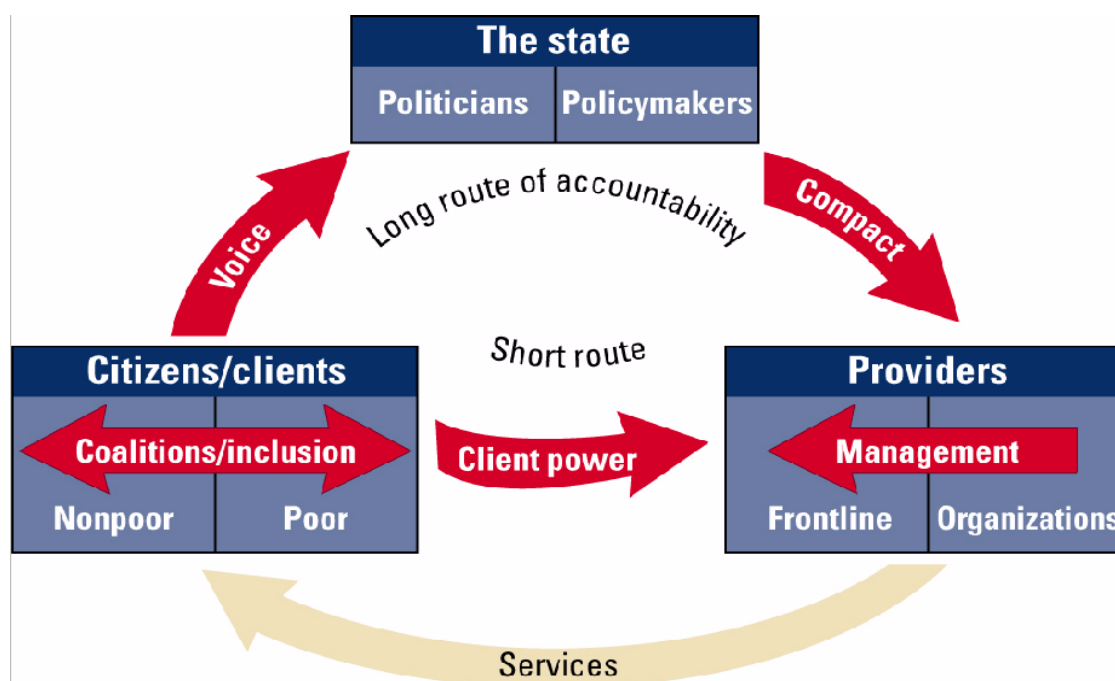 The state
Politicians
Policymakers
Long route of accountability
Voice
Compact
Short route
Citizens/clients
Providers
Coalitions/inclusion
Client power
Management
Nonpoor
Poor
Frontline
Organizations
Services